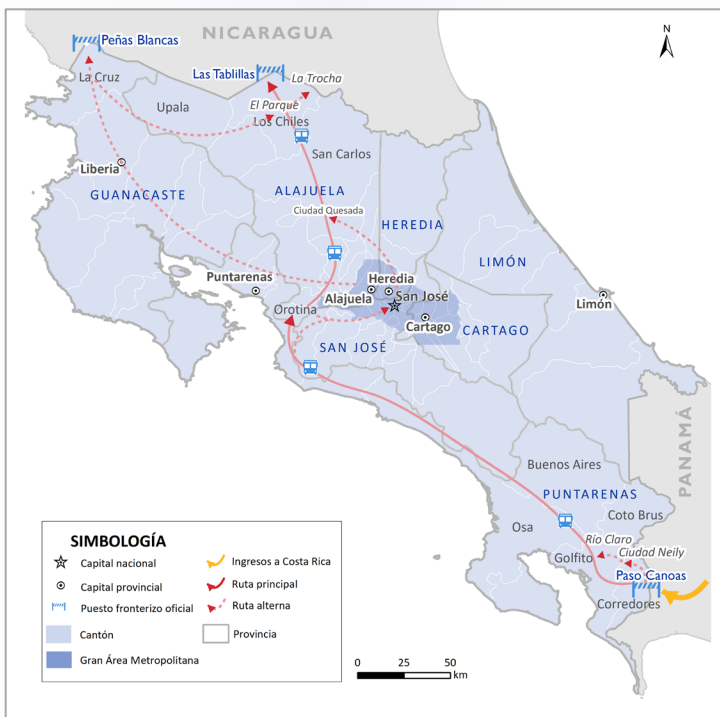 NICARAGUA
N
Peñas Blancas
Las Tablillas
La Trocha
La Cruz
El Parque
Upala
Los Chiles
San Carlos
Liberia
GUANACASTE
ALAJUELA
Ciudad Quesada
HEREDIA
LIMÓN
Puntarenas
Heredia
Alajuela
San José
Limón
Orotina
Cartago
CARTAGO
SAN JOSÉ
PANAMÁ
Buenos Aires
PUNTARENAS
Coto Brus
Osa
Río Claro
Ciudad Neily
Golfito
Paso Canoas
Corredores
SIMBOLOGÍA
Capital nacional
Ingresos a Costa Rica
Capital provincial
Ruta principal
Puesto fronterizo oficial
Ruta alterna
Cantón
Provincia
Gran Área Metropolitana
0 25 50
km